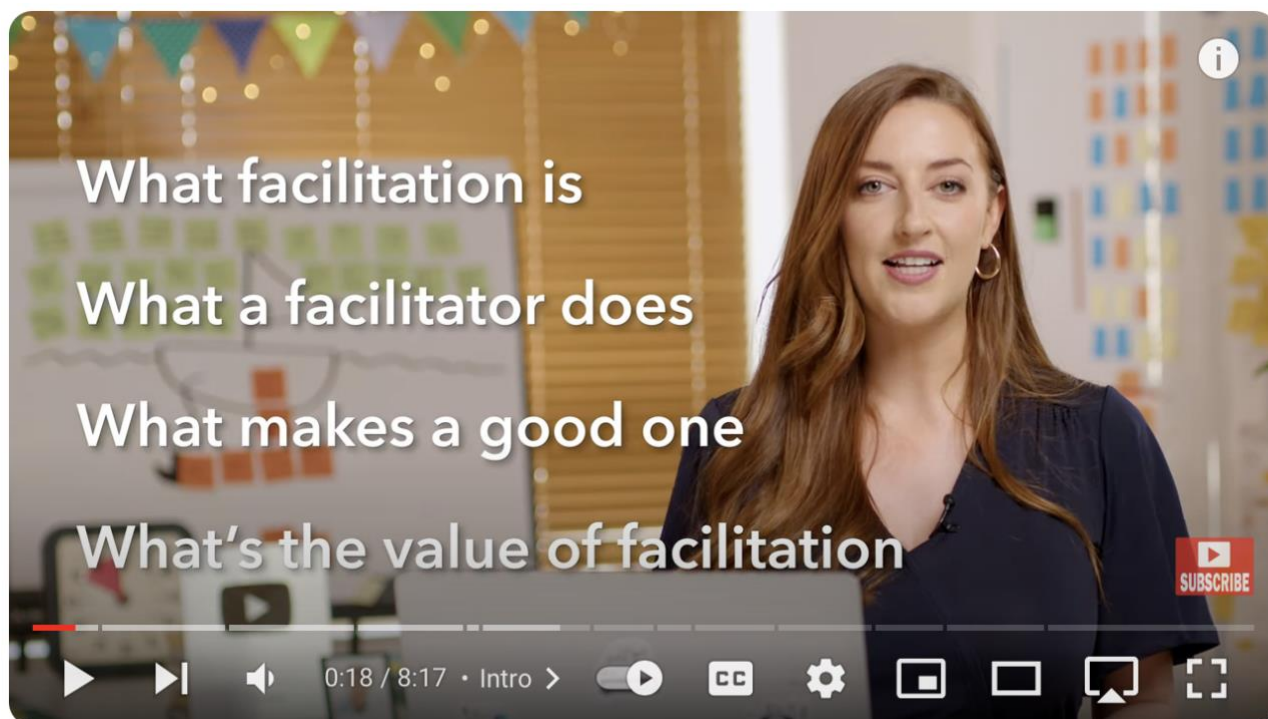 What facilitation is
What a facilitator does
What makes a good one
What's the value of facilitation
SUBSCRIBE
0:18 / 8:17 • Intro
CC